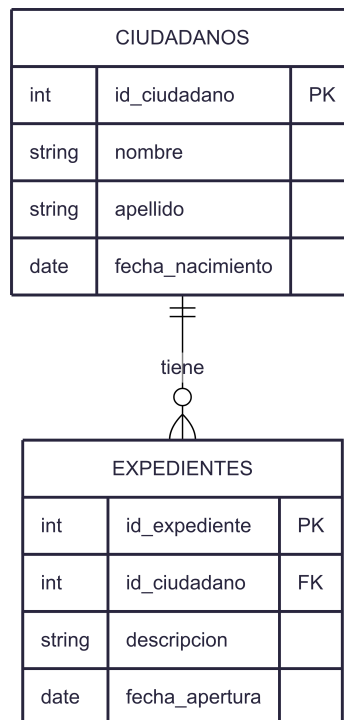 CIUDADANOS
int id_ciudadano PK
string nombre
string apellido
date fecha_nacimiento
tiene
EXPEDIENTES
int id_expediente PK
int id_ciudadano FK
string descripcion
date fecha_apertura